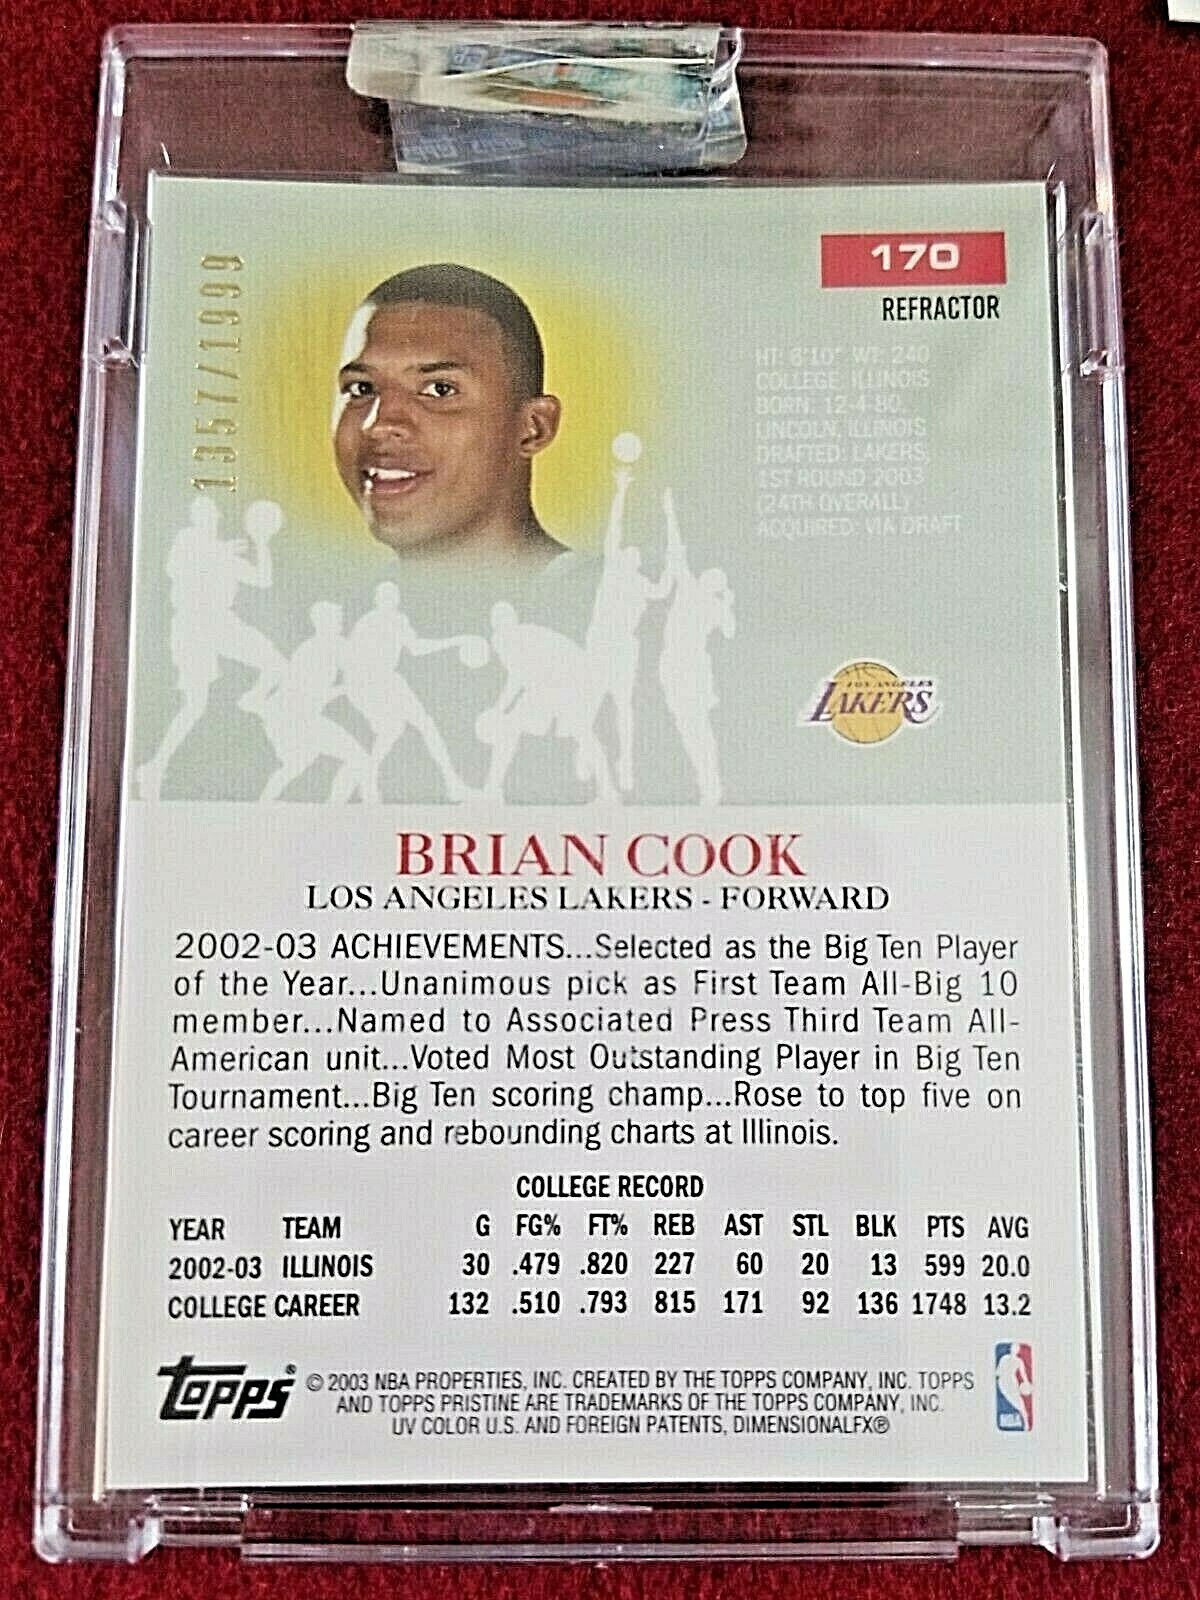 170
REFRACTOR
1357/1999
HT: 6'10" WT: 240
COLLEGE: ILLINOIS
BORN: 12-4-80,
LINCOLN, ILLINOIS
DRAFTED: LAKERS,
1ST ROUND 2003
(24TH OVERALL)
ACQUIRED: VIA DRAFT
LOS ANGELES
LAKERS
BRIAN COOK
LOS ANGELES LAKERS - FORWARD
2002-03 ACHIEVEMENTS...Selected as the Big Ten Player
of the Year...Unanimous pick as First Team All-Big 10
member...Named to Associated Press Third Team All-
American unit...Voted Most Outstanding Player in Big Ten
Tournament...Big Ten scoring champ...Rose to top five on
career scoring and rebounding charts at Illinois.
COLLEGE RECORD
YEAR TEAM G FG% FT% REB AST STL BLK PTS AVG
2002-03 ILLINOIS 30 .479 .820 227 60 20 13 599 20.0
COLLEGE CAREER 132 .510 .793 815 171 92 136 1748 13.2
TOPPS®
© 2003 NBA PROPERTIES, INC. CREATED BY THE TOPPS COMPANY, INC. TOPPS
AND TOPPS PRISTINE ARE TRADEMARKS OF THE TOPPS COMPANY, INC.
UV COLOR U.S. AND FOREIGN PATENTS, DIMENSIONALFX®
NBA